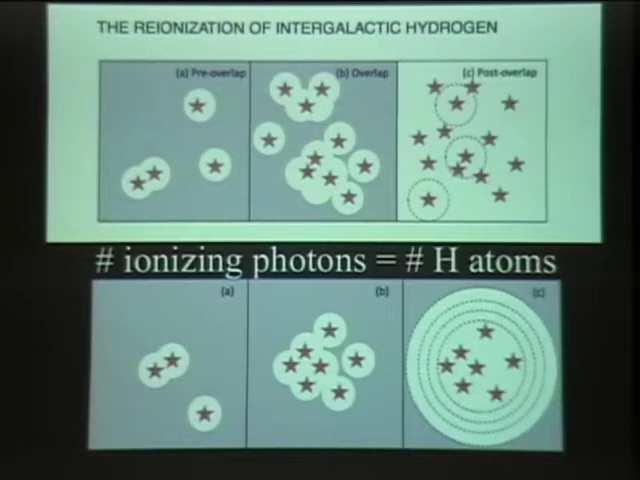 THE REIONIZATION OF INTERGALACTIC HYDROGEN
(a) Pre-overlap
(b) Overlap
(c) Post-overlap
# ionizing photons = # H atoms
(a)
(b)
(c)